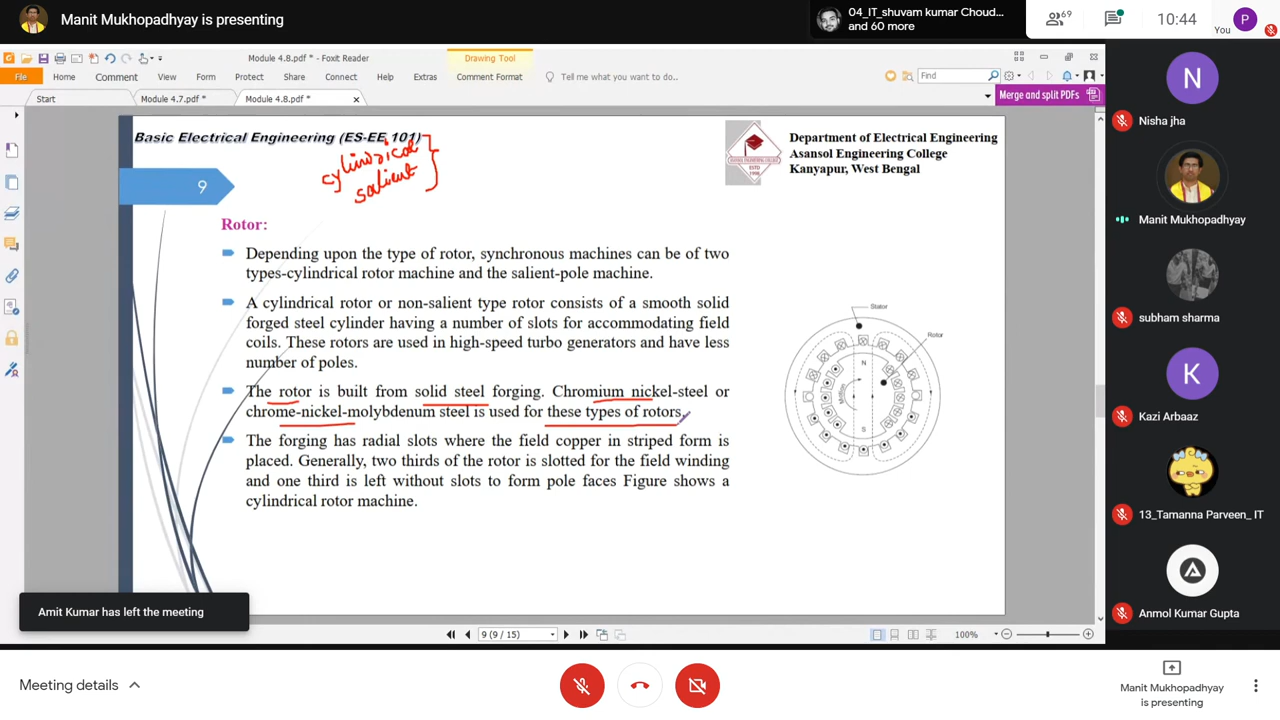 Manit Mukhopadhyay is presenting
04_IT_shuvam kumar Choud...
and 60 more
69
10:44
You
P
Module 4.8.pdf * - Foxit Reader
Drawing Tool
File
Home
Comment
View
Form
Protect
Share
Connect
Help
Extras
Comment Format
Tell me what you want to do..
Find
Start
Module 4.7.pdf *
Module 4.8.pdf *
Merge and split PDFs
Basic Electrical Engineering (ES-EE 101)
cylindrical
salient
Department of Electrical Engineering
Asansol Engineering College
Kanyapur, West Bengal
9
Rotor:
Depending upon the type of rotor, synchronous machines can be of two
types-cylindrical rotor machine and the salient-pole machine.
A cylindrical rotor or non-salient type rotor consists of a smooth solid
forged steel cylinder having a number of slots for accommodating field
coils. These rotors are used in high-speed turbo generators and have less
number of poles.
The rotor is built from solid steel forging. Chromium nickel-steel or
chrome-nickel-molybdenum steel is used for these types of rotors.
The forging has radial slots where the field copper in striped form is
placed. Generally, two thirds of the rotor is slotted for the field winding
and one third is left without slots to form pole faces Figure shows a
cylindrical rotor machine.
Stator
Rotor
N
S
Amit Kumar has left the meeting
9 (9 / 15)
100%
N
Nisha jha
Manit Mukhopadhyay
subham sharma
K
Kazi Arbaaz
13_Tamanna Parveen_ IT
Anmol Kumar Gupta
Meeting details
Manit Mukhopadhyay
is presenting